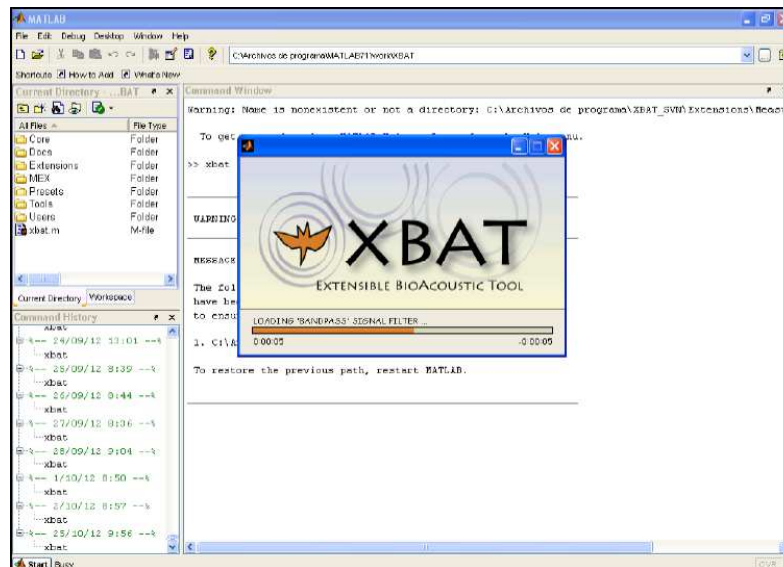 MATLAB
File Edit Debug Desktop Window Help
C:\Archivos de programa\MATLAB71\work\XBAT
Shortcuts How to Add What's New
Current Directory - ...BAT
All Files File Type
Core Folder
Docs Folder
Extensions Folder
MEX Folder
Presets Folder
Tools Folder
Users Folder
xbat.m M-file
Current Directory Workspace
Command History
xbat
%-- 24/09/12 13:01 --%
xbat
%-- 25/09/12 8:39 --%
xbat
%-- 26/09/12 8:44 --%
xbat
%-- 27/09/12 8:36 --%
xbat
%-- 28/09/12 9:04 --%
xbat
%-- 1/10/12 8:50 --%
xbat
%-- 2/10/12 8:57 --%
xbat
%-- 25/10/12 9:56 --%
xbat
Start Busy
Command Window
Warning: Name is nonexistent or not a directory: C:\Archivos de programa\XBAT_SVN\Extensions\Meas
To get
nu.
>> xbat
WARNING
MESSAGE
The fol
have be
to ensu
1. C:\A
To restore the previous path, restart MATLAB.
XBAT
EXTENSIBLE BIOACOUSTIC TOOL
LOADING 'BANDPASS' SIGNAL FILTER ...
0:00:05 -0:00:05
OVR